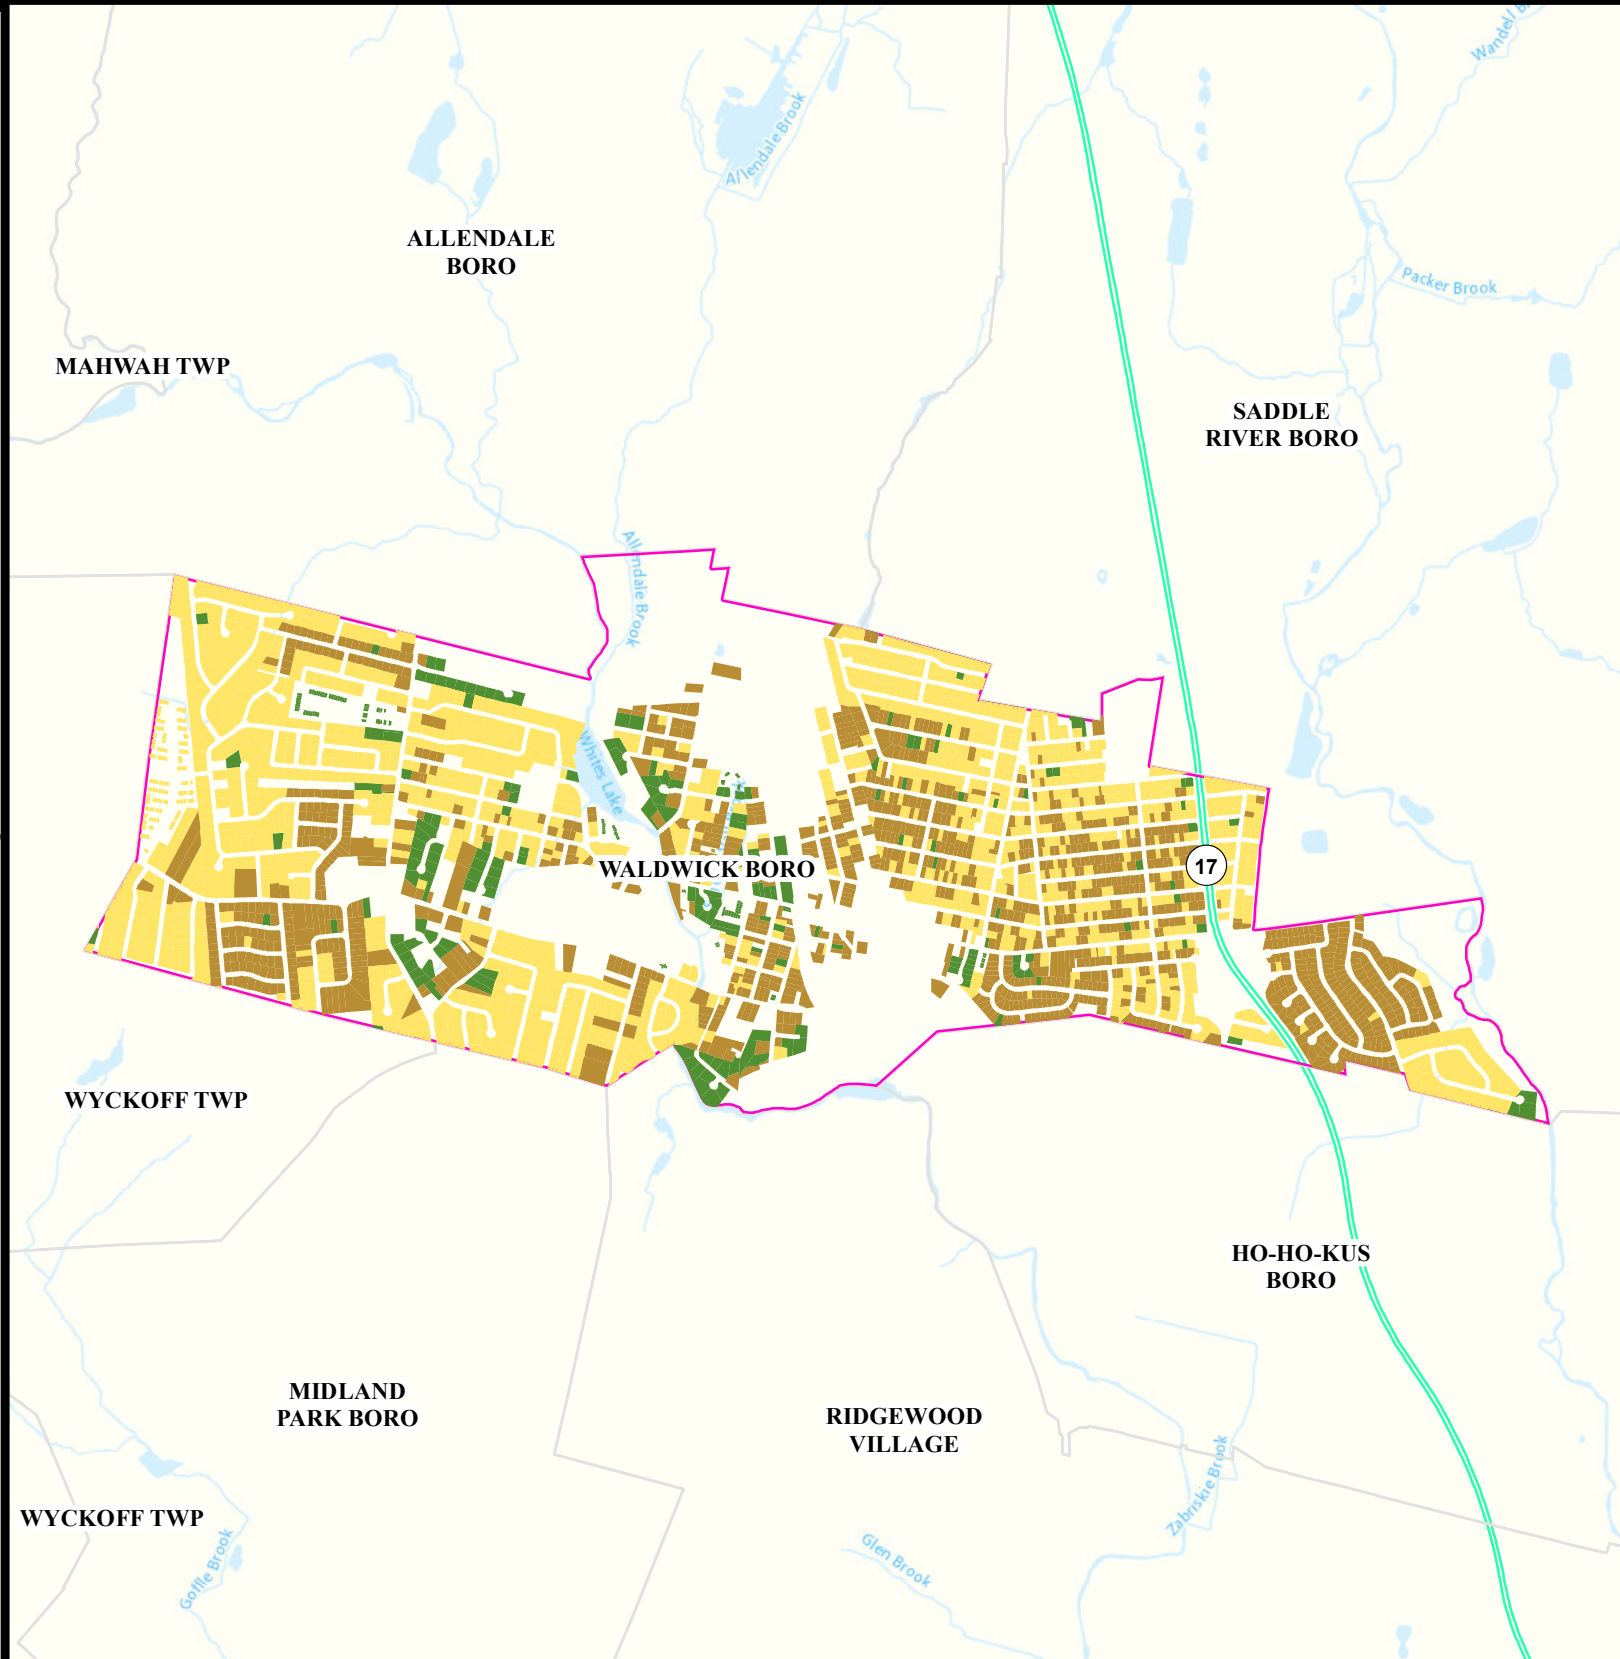 Wandel
Allendale Brook
ALLENDALE
BORO
Packer Brook
MAHWAH TWP
SADDLE
RIVER BORO
Allendale Brook
Whites Lake
WALDWICK BORO
17
WYCKOFF TWP
HO-HO-KUS
BORO
MIDLAND
PARK BORO
RIDGEWOOD
VILLAGE
Zabriskie Brook
WYCKOFF TWP
Goffle Brook
Glen Brook